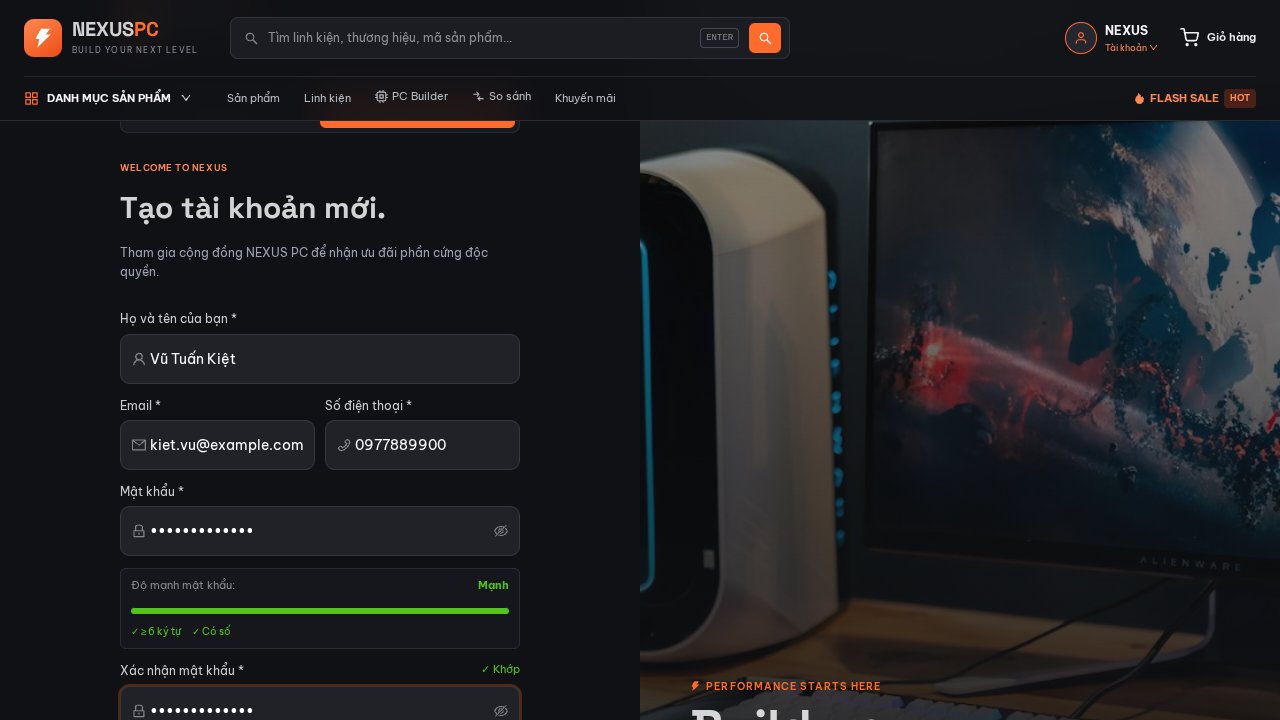 NEXUSPC
BUILD YOUR NEXT LEVEL
Tìm linh kiện, thương hiệu, mã sản phẩm...
ENTER
NEXUS
Tài khoản
Giỏ hàng
DANH MỤC SẢN PHẨM
Sản phẩm
Linh kiện
PC Builder
So sánh
Khuyến mãi
FLASH SALE HOT
WELCOME TO NEXUS
Tạo tài khoản mới.
Tham gia cộng đồng NEXUS PC để nhận ưu đãi phần cứng độc
quyền.
Họ và tên của bạn *
Vũ Tuấn Kiệt
Email *
Số điện thoại *
kiet.vu@example.com
0977889900
Mật khẩu *
•••••••••••••
Độ mạnh mật khẩu:
Mạnh
✓ ≥6 ký tự ✓ Có số
Xác nhận mật khẩu *
✓ Khớp
•••••••••••••
ALIENWARE
PERFORMANCE STARTS HERE